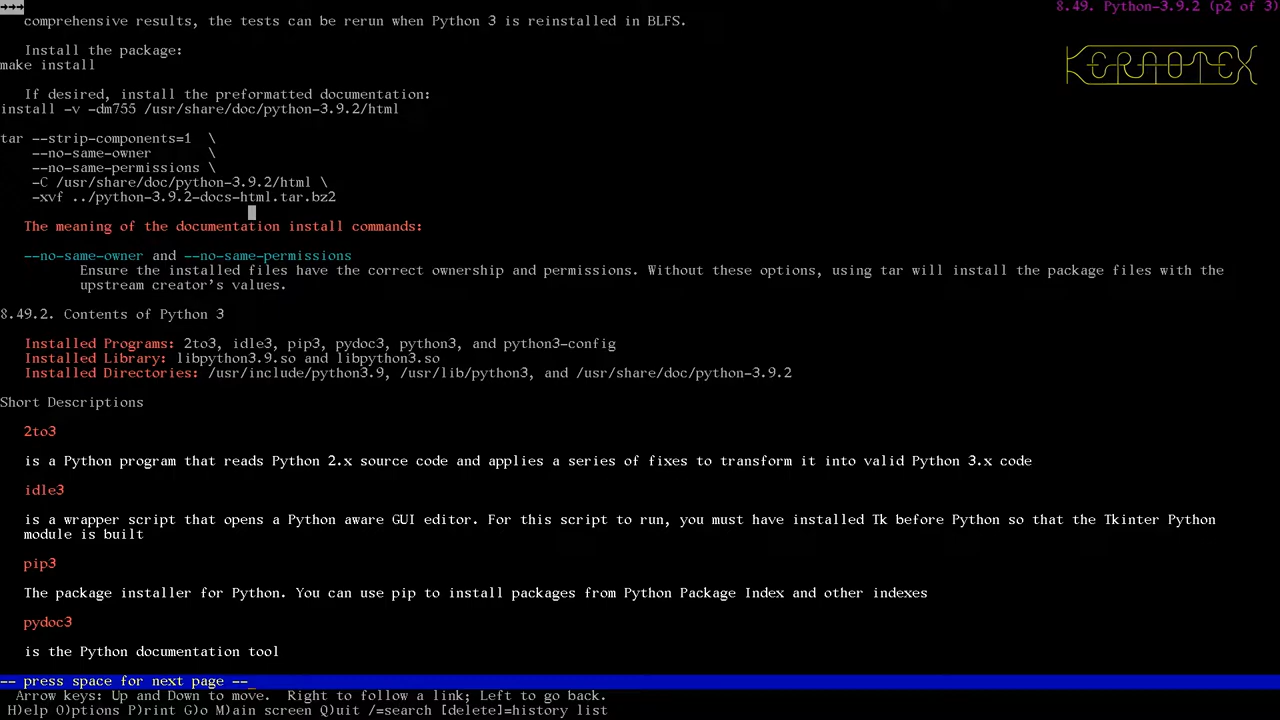 →→→
8.49. Python-3.9.2 (p2 of 3)
comprehensive results, the tests can be rerun when Python 3 is reinstalled in BLFS.
KERNOTEX
Install the package:
make install
If desired, install the preformatted documentation:
install -v -dm755 /usr/share/doc/python-3.9.2/html
tar --strip-components=1  \
--no-same-owner       \
--no-same-permissions \
-C /usr/share/doc/python-3.9.2/html \
-xvf ../python-3.9.2-docs-html.tar.bz2
The meaning of the documentation install commands:
--no-same-owner and --no-same-permissions
Ensure the installed files have the correct ownership and permissions. Without these options, using tar will install the package files with the
upstream creator's values.
8.49.2. Contents of Python 3
Installed Programs: 2to3, idle3, pip3, pydoc3, python3, and python3-config
Installed Library: libpython3.9.so and libpython3.so
Installed Directories: /usr/include/python3.9, /usr/lib/python3, and /usr/share/doc/python-3.9.2
Short Descriptions
2to3
is a Python program that reads Python 2.x source code and applies a series of fixes to transform it into valid Python 3.x code
idle3
is a wrapper script that opens a Python aware GUI editor. For this script to run, you must have installed Tk before Python so that the Tkinter Python
module is built
pip3
The package installer for Python. You can use pip to install packages from Python Package Index and other indexes
pydoc3
is the Python documentation tool
-- press space for next page --
Arrow keys: Up and Down to move.  Right to follow a link; Left to go back.
H)elp O)ptions P)rint G)o M)ain screen Q)uit /=search [delete]=history list